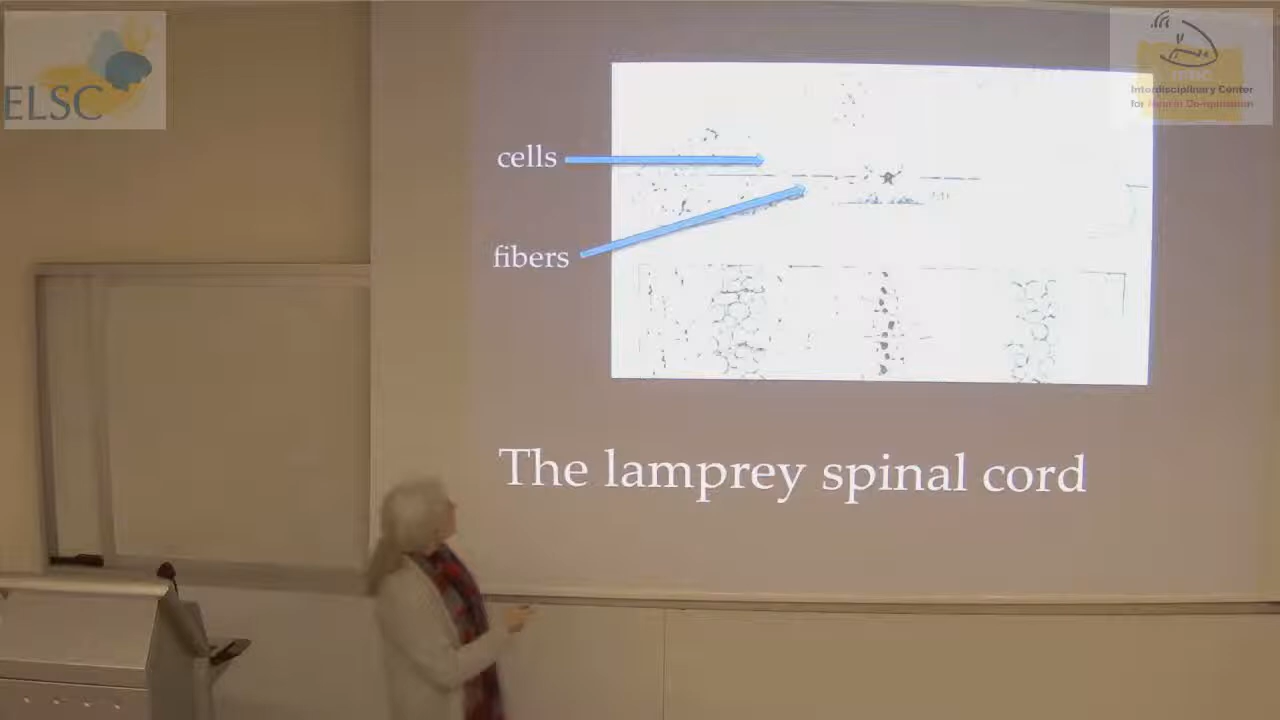 ELSC
Interdisciplinary Center
for Neural Computation
cells
fibers
The lamprey spinal cord